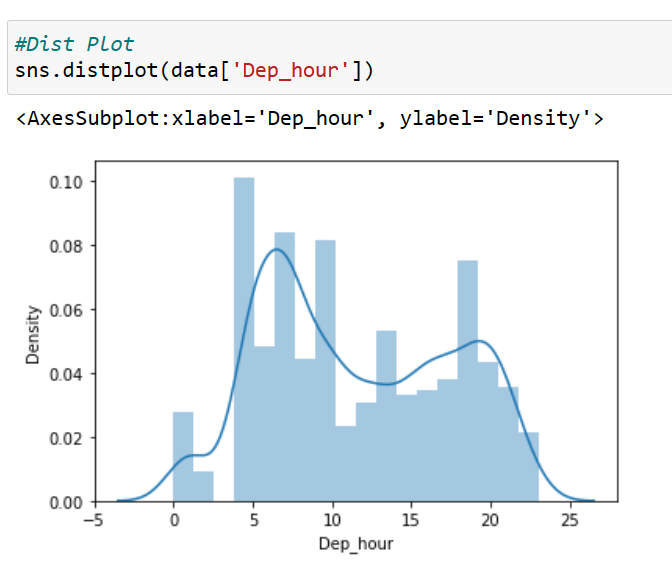 #Dist Plot
sns.distplot(data['Dep_hour'])
<AxesSubplot:xlabel='Dep_hour', ylabel='Density'>
0.10
0.08
0.06
0.04
0.02
0.00
Density
−5 0 5 10 15 20 25
Dep_hour